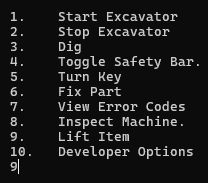 1.    Start Excavator
2.    Stop Excavator
3.    Dig
4.    Toggle Safety Bar.
5.    Turn Key
6.    Fix Part
7.    View Error Codes
8.    Inspect Machine.
9.    Lift Item
10.   Developer Options
9